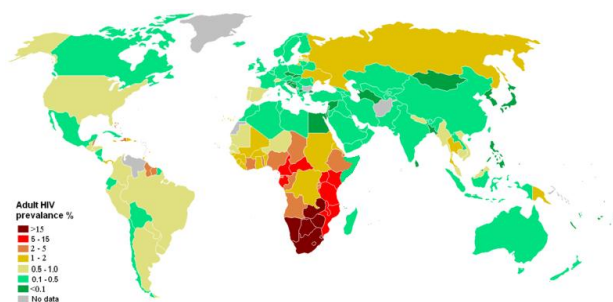 Adult HIV
prevalance %
>15
5 - 15
2 - 5
1 - 2
0.5 - 1.0
0.1 - 0.5
<0.1
No data